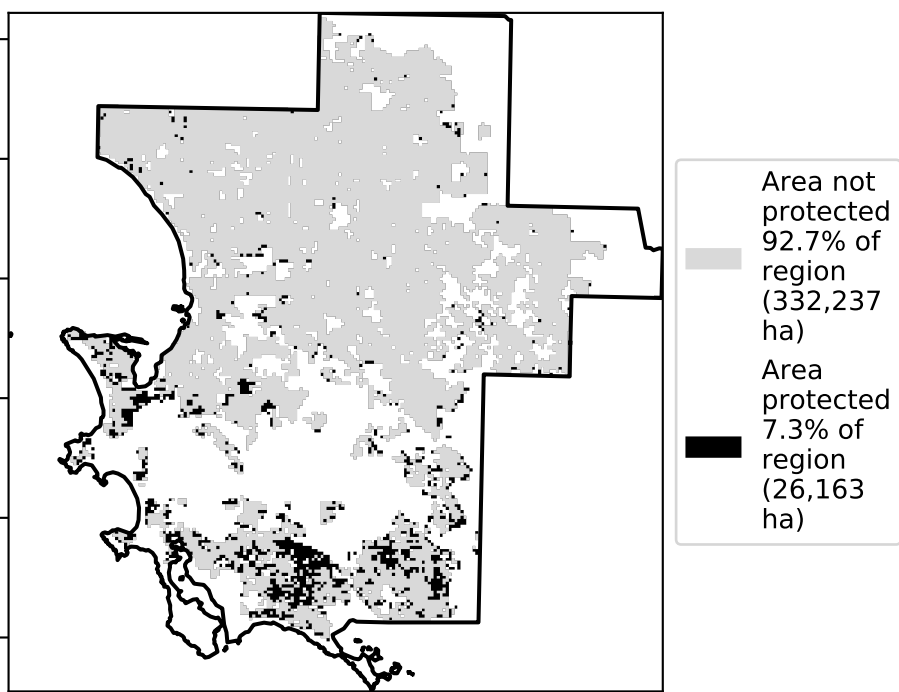 Area not
protected
92.7% of
region
(332,237
ha)
Area
protected
7.3% of
region
(26,163
ha)